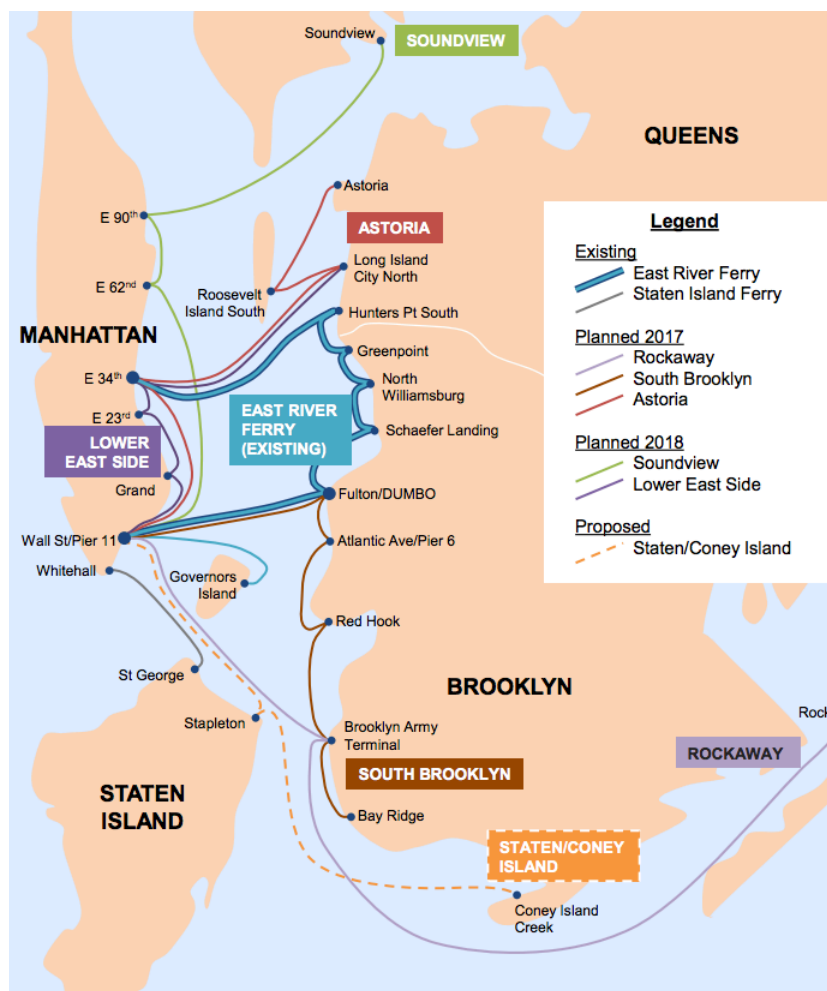 Soundview
SOUNDVIEW
QUEENS
Astoria
E 90th
ASTORIA
Long Island
City North
E 62nd
Roosevelt
Island South
Hunters Pt South
MANHATTAN
Greenpoint
E 34th
North
Williamsburg
E 23rd
EAST RIVER
FERRY
(EXISTING)
LOWER
EAST SIDE
Schaefer Landing
Grand
Fulton/DUMBO
Wall St/Pier 11
Atlantic Ave/Pier 6
Whitehall
Governors
Island
Red Hook
St George
BROOKLYN
Stapleton
Brooklyn Army
Terminal
Rock
ROCKAWAY
SOUTH BROOKLYN
STATEN
ISLAND
Bay Ridge
STATEN/CONEY
ISLAND
Coney Island
Creek
Legend
Existing
East River Ferry
Staten Island Ferry
Planned 2017
Rockaway
South Brooklyn
Astoria
Planned 2018
Soundview
Lower East Side
Proposed
Staten/Coney Island